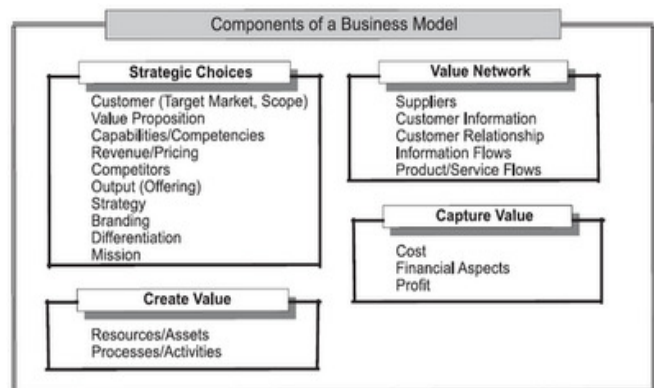 Components of a Business Model
Strategic Choices
Customer (Target Market, Scope)
Value Proposition
Capabilities/Competencies
Revenue/Pricing
Competitors
Output (Offering)
Strategy
Branding
Differentiation
Mission
Value Network
Suppliers
Customer Information
Customer Relationship
Information Flows
Product/Service Flows
Create Value
Resources/Assets
Processes/Activities
Capture Value
Cost
Financial Aspects
Profit